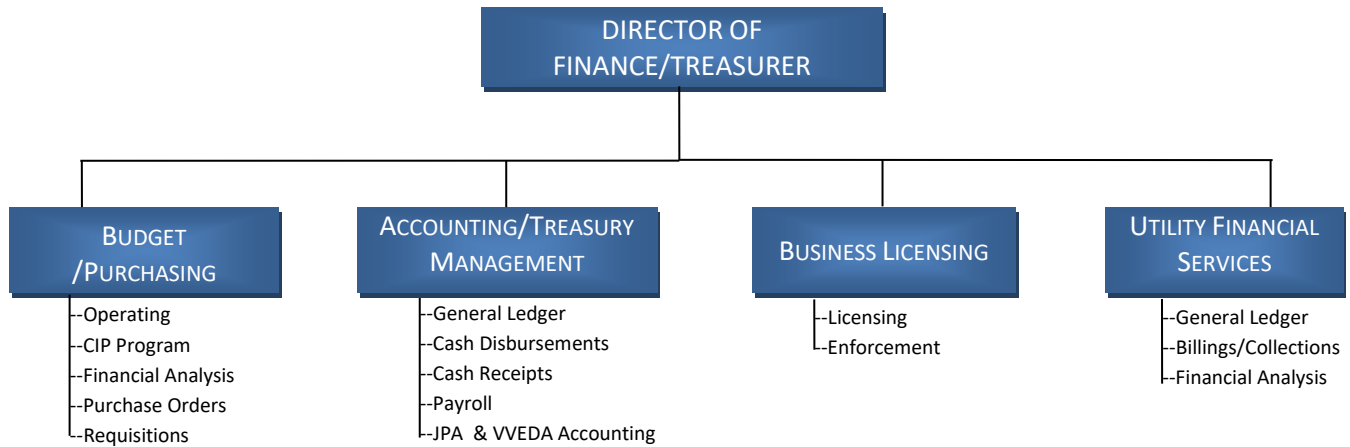 DIRECTOR OF
FINANCE/TREASURER
BUDGET
/PURCHASING
--Operating
--CIP Program
--Financial Analysis
--Purchase Orders
--Requisitions
ACCOUNTING/TREASURY
MANAGEMENT
--General Ledger
--Cash Disbursements
--Cash Receipts
--Payroll
--JPA & VVEDA Accounting
BUSINESS LICENSING
--Licensing
--Enforcement
UTILITY FINANCIAL
SERVICES
--General Ledger
--Billings/Collections
--Financial Analysis